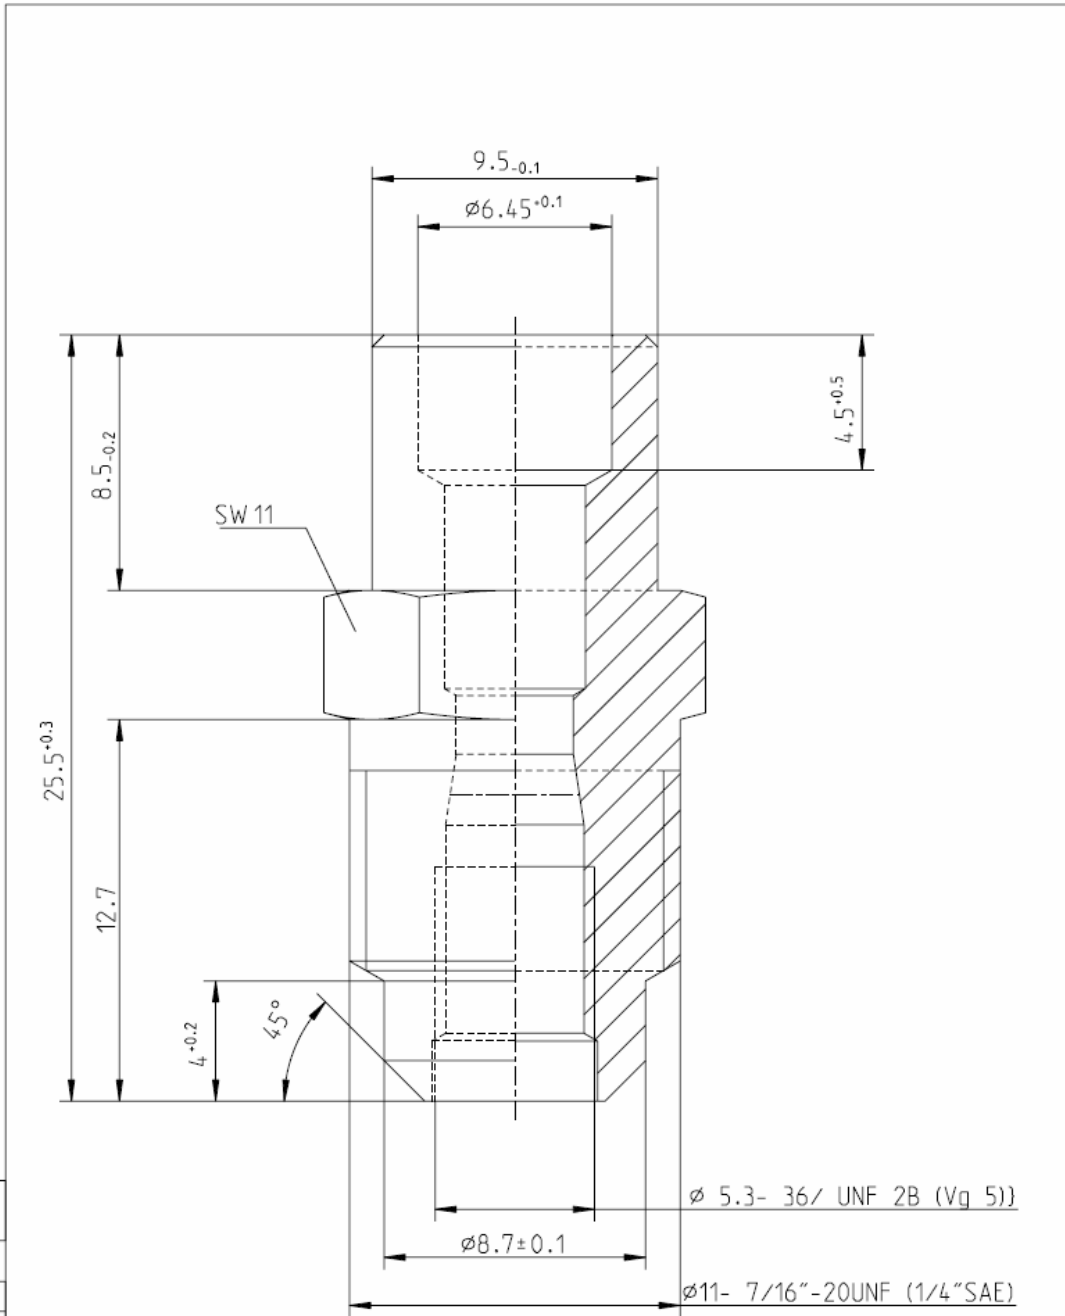 9.5-0.1
ø6.45+0.1
4.5+0.5
8.5-0.2
SW 11
25.5+0.3
12.7
4+0.2
45°
ø 5.3- 36/ UNF 2B (Vg 5)}
ø8.7±0.1
ø11- 7/16"-20UNF (1/4"SAE)